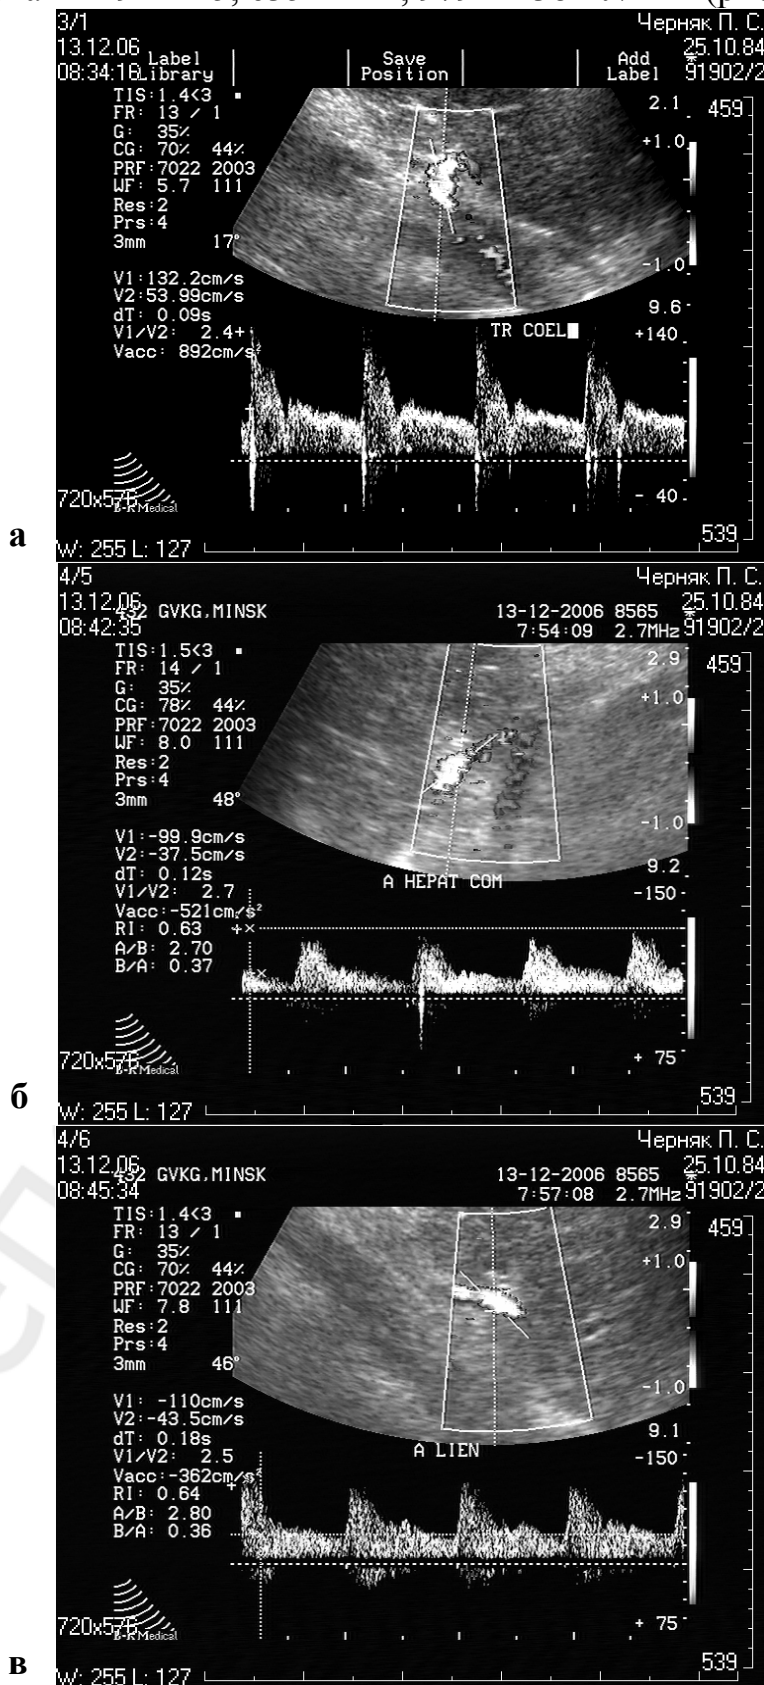 3/1 Черняк П. С.
13.12.06 25.10.84
08:34:16 91902/2
Label Library Save Position Add Label
TIS:1.4<3
FR: 13 / 1
G: 35%
CG: 70% 44%
PRF:7022 2003
WF: 5.7 111
Res:2
Prs:4
3mm 17°
2.1
459
+1.0
-1.0
9.6
V1:132.2cm/s
V2:53.99cm/s
dT: 0.09s
V1/V2: 2.4
Vacc: 892cm/s²
TR COEL
+140
- 40
720x576
B-K Medical
539
W: 255 L: 127
а
4/5 Черняк П. С.
13.12.06 25.10.84
08:42:35 91902/2
432 GVKG,MINSK 13-12-2006 8565
7:54:09 2.7MHz
TIS:1.5<3
FR: 14 / 1
G: 35%
CG: 78% 44%
PRF:7022 2003
WF: 8.0 111
Res:2
Prs:4
3mm 48°
2.9
459
+1.0
-1.0
9.2
V1:-99.9cm/s
V2:-37.5cm/s
dT: 0.12s
V1/V2: 2.7
Vacc:-521cm/s²
RI: 0.63
A/B: 2.70
B/A: 0.37
A HEPAT COM
-150
+ 75
720x576
B-K Medical
539
W: 255 L: 127
б
4/6 Черняк П. С.
13.12.06 25.10.84
08:45:34 91902/2
432 GVKG,MINSK 13-12-2006 8565
7:57:08 2.7MHz
TIS:1.4<3
FR: 13 / 1
G: 35%
CG: 70% 44%
PRF:7022 2003
WF: 7.8 111
Res:2
Prs:4
3mm 46°
2.9
459
+1.0
-1.0
9.1
V1: -110cm/s
V2:-43.5cm/s
dT: 0.18s
V1/V2: 2.5
Vacc:-362cm/s²
RI: 0.64
A/B: 2.80
B/A: 0.36
A LIEN
-150
+ 75
720x576
B-K Medical
539
W: 255 L: 127
в